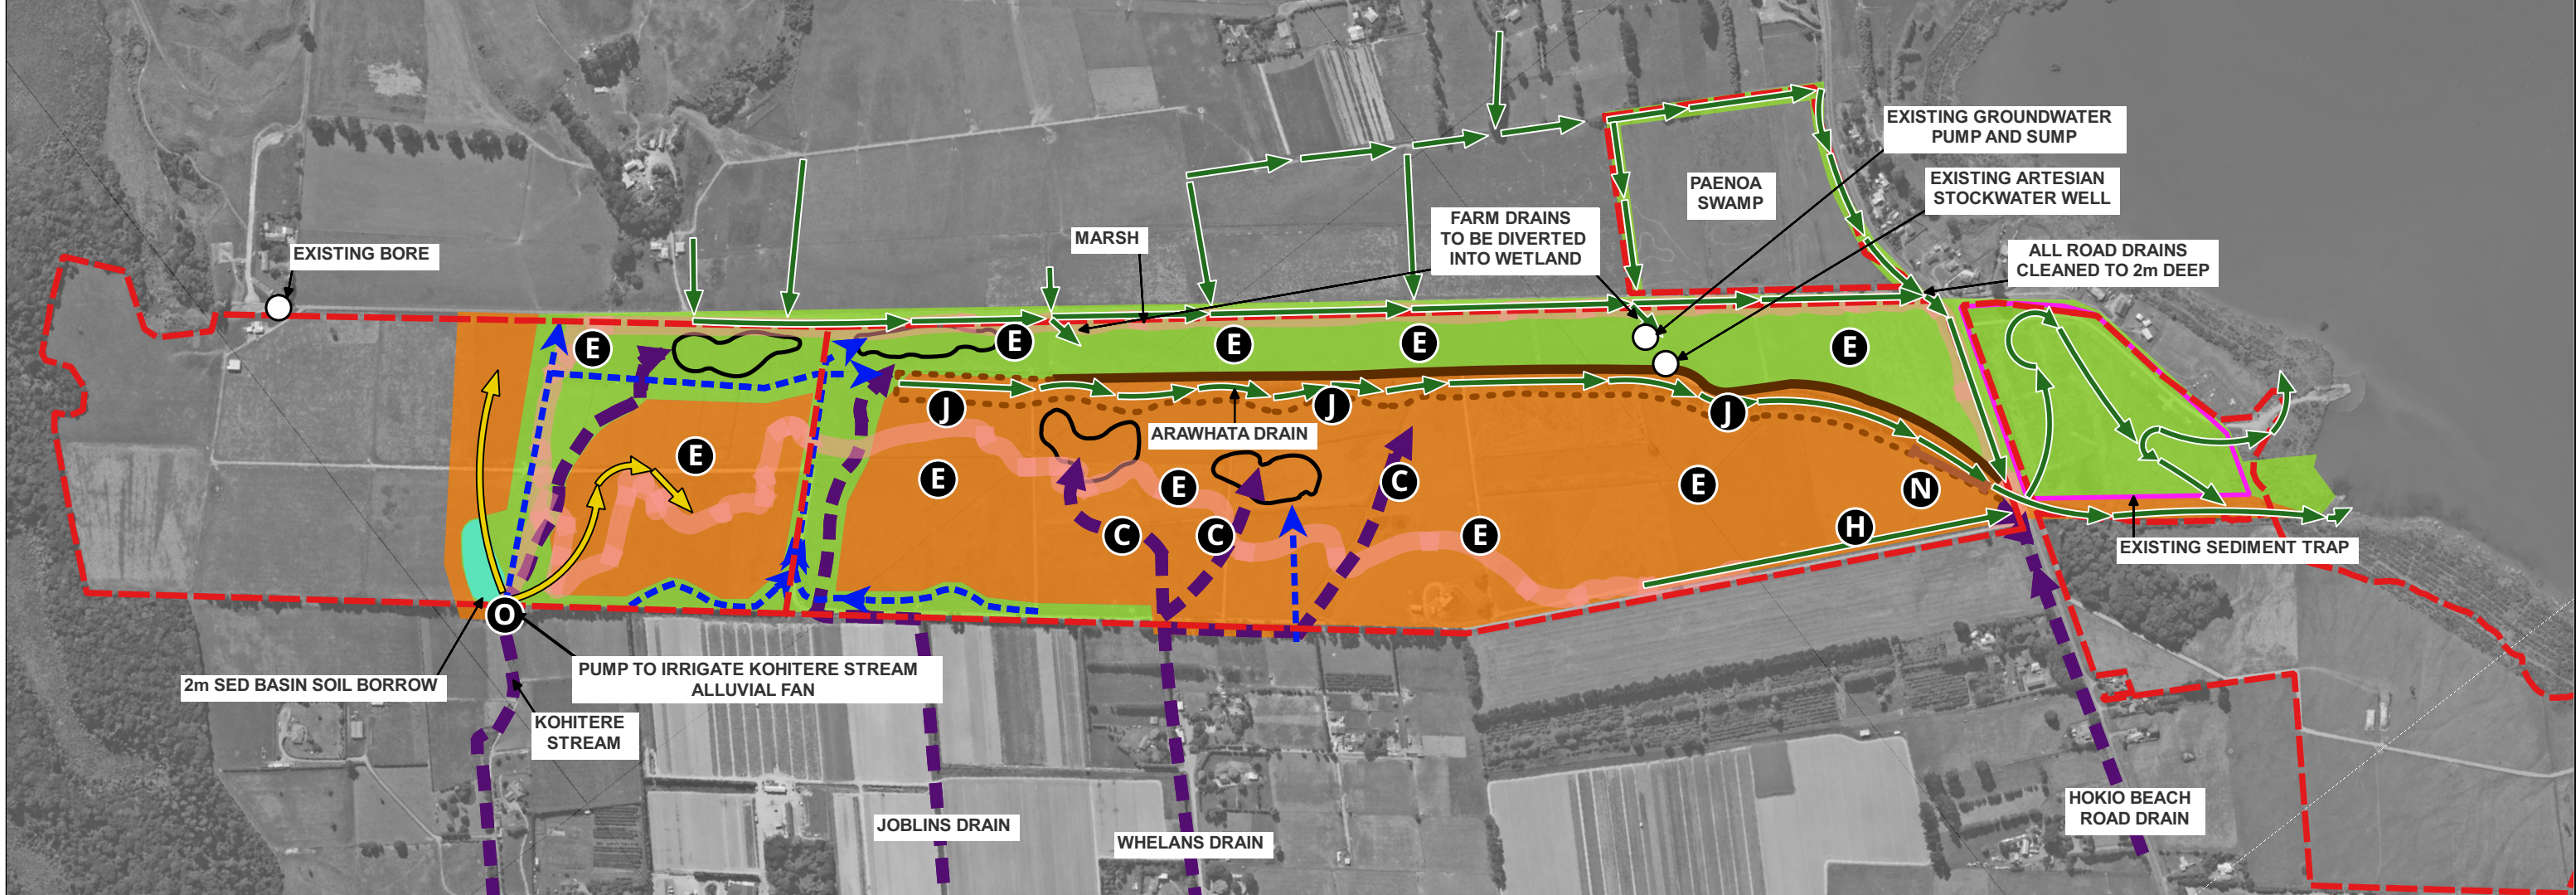 EXISTING GROUNDWATER
PUMP AND SUMP
EXISTING ARTESIAN
STOCKWATER WELL
PAENOA
SWAMP
FARM DRAINS
TO BE DIVERTED
INTO WETLAND
MARSH
EXISTING BORE
ALL ROAD DRAINS
CLEANED TO 2m DEEP
E
E
E
E
E
J
J
J
ARAWHATA DRAIN
E
E
E
E
E
N
C
C
C
E
H
EXISTING SEDIMENT TRAP
O
2m SED BASIN SOIL BORROW
PUMP TO IRRIGATE KOHITERE STREAM
ALLUVIAL FAN
KOHITERE
STREAM
JOBLINS DRAIN
WHELANS DRAIN
HOKIO BEACH
ROAD DRAIN